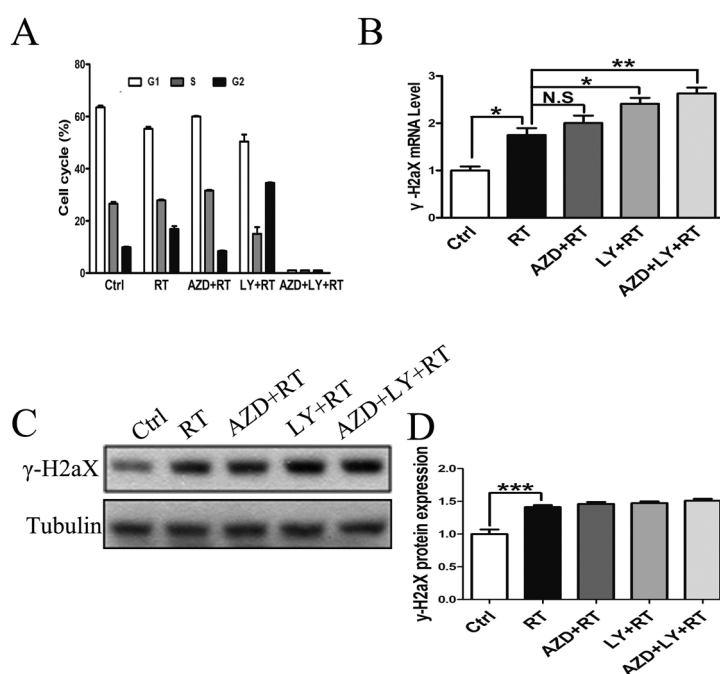 A
G1 S G2
Cell cycle (%)
80
60
40
20
0
Ctrl RT AZD+RT LY+RT AZD+LY+RT
B
γ-H2aX mRNA Level
3
2
1
0
*
N.S
*
**
Ctrl RT AZD+RT LY+RT AZD+LY+RT
C
Ctrl RT AZD+RT LY+RT AZD+LY+RT
γ-H2aX
Tubulin
D
y-H2aX protein expression
1.5
1.0
0.5
0.0
***
Ctrl RT AZD+RT LY+RT AZD+LY+RT